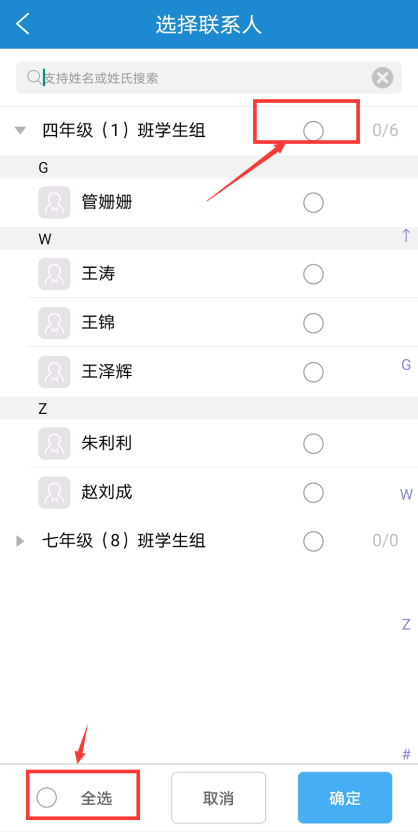 选择联系人
支持姓名或姓氏搜索
四年级（1）班学生组 0/6
G
管姗姗
W
↑
王涛
王锦
王泽辉
G
Z
朱利利
赵刘成
W
七年级（8）班学生组 0/0
Z
#
全选 取消 确定